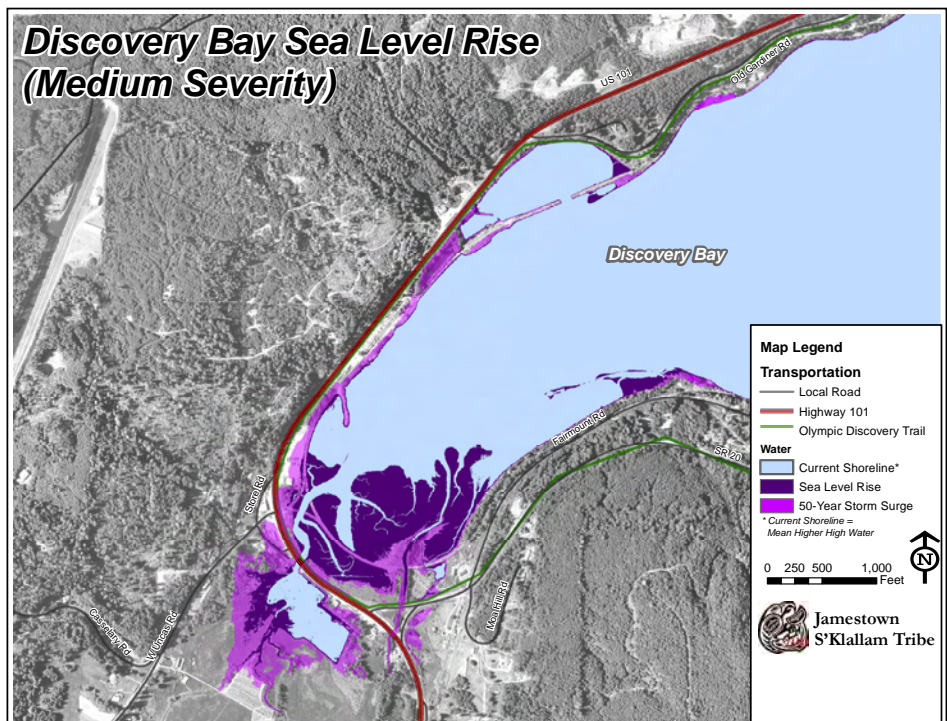 Discovery Bay Sea Level Rise
(Medium Severity)
US 101
Old Gardiner Rd
Discovery Bay
Fairmount Rd
SR 20
Store Rd
W Uncas Rd
Cassolary Rd
Moa Hill Rd
Map Legend
Transportation
Local Road
Highway 101
Olympic Discovery Trail
Water
Current Shoreline*
Sea Level Rise
50-Year Storm Surge
* Current Shoreline =
Mean Higher High Water
N
0 250 500 1,000
Feet
Jamestown
S'Klallam Tribe